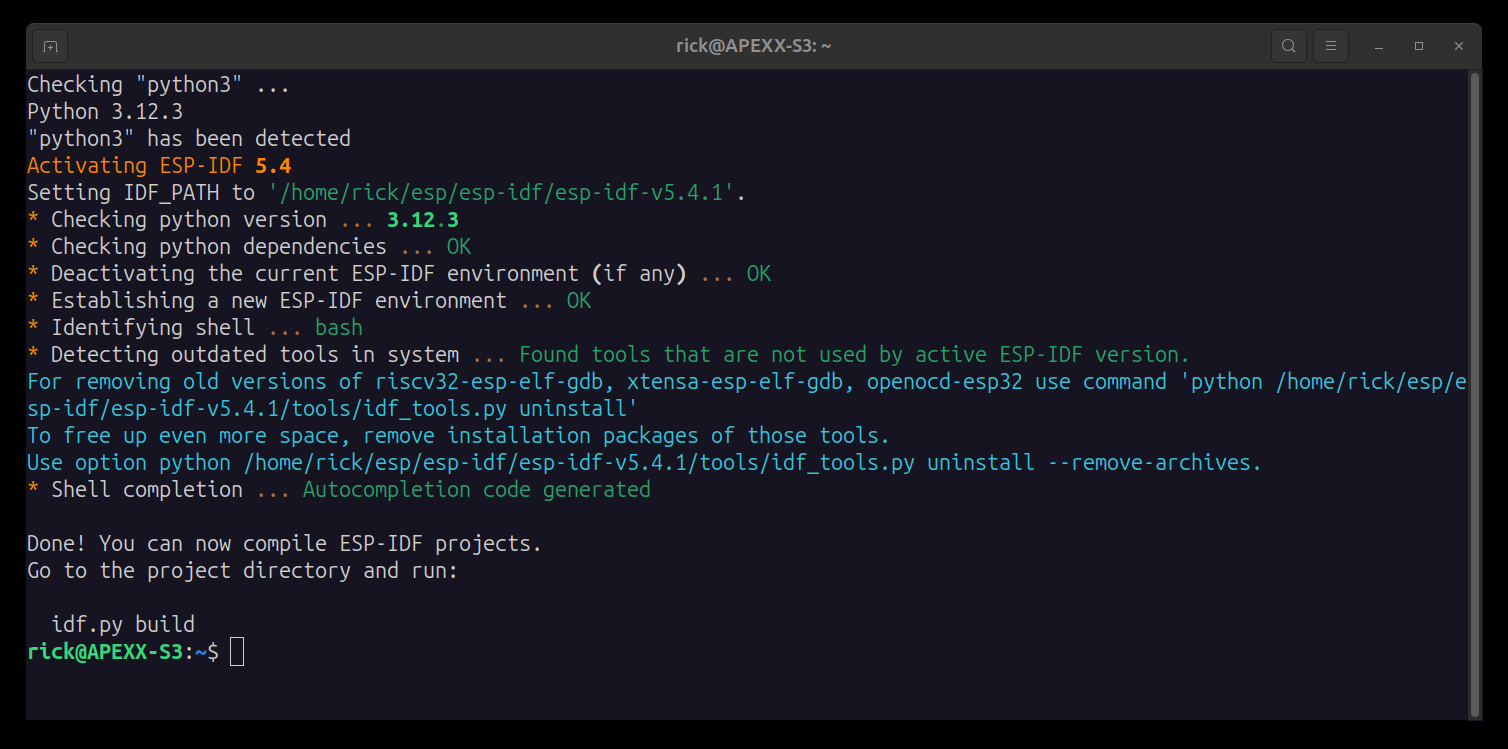 rick@APEXX-S3: ~
Checking "python3" ...
Python 3.12.3
"python3" has been detected
Activating ESP-IDF 5.4
Setting IDF_PATH to '/home/rick/esp/esp-idf/esp-idf-v5.4.1'.
* Checking python version ... 3.12.3
* Checking python dependencies ... OK
* Deactivating the current ESP-IDF environment (if any) ... OK
* Establishing a new ESP-IDF environment ... OK
* Identifying shell ... bash
* Detecting outdated tools in system ... Found tools that are not used by active ESP-IDF version.
For removing old versions of riscv32-esp-elf-gdb, xtensa-esp-elf-gdb, openocd-esp32 use command 'python /home/rick/esp/e
sp-idf/esp-idf-v5.4.1/tools/idf_tools.py uninstall'
To free up even more space, remove installation packages of those tools.
Use option python /home/rick/esp/esp-idf/esp-idf-v5.4.1/tools/idf_tools.py uninstall --remove-archives.
* Shell completion ... Autocompletion code generated

Done! You can now compile ESP-IDF projects.
Go to the project directory and run:

  idf.py build
rick@APEXX-S3:~$